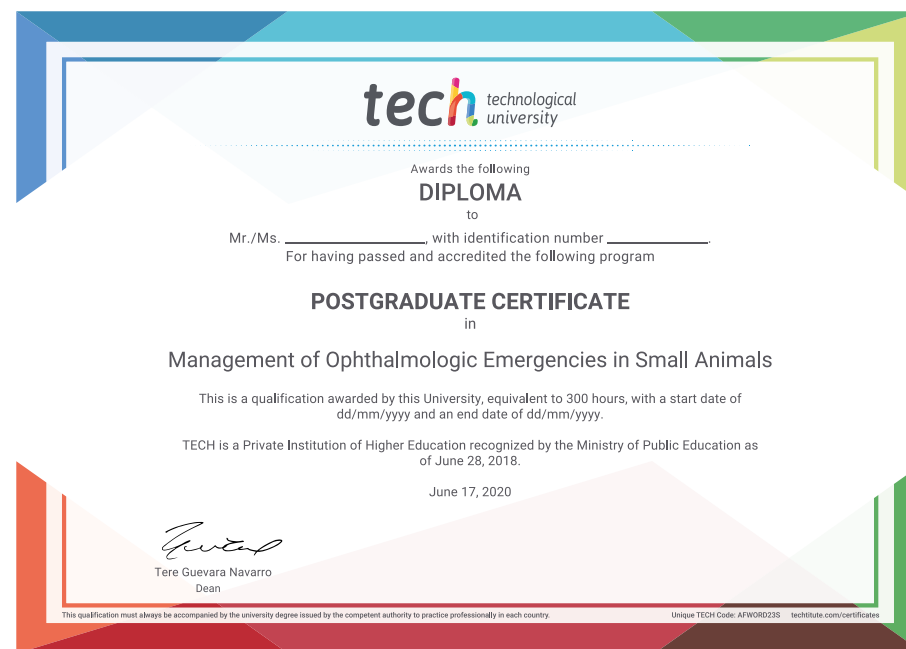 tech technological
university
Awards the following
DIPLOMA
to
Mr./Ms. ____________________, with identification number ______________.
For having passed and accredited the following program
POSTGRADUATE CERTIFICATE
in
Management of Ophthalmologic Emergencies in Small Animals
This is a qualification awarded by this University, equivalent to 300 hours, with a start date of
dd/mm/yyyy and an end date of dd/mm/yyyy.
TECH is a Private Institution of Higher Education recognized by the Ministry of Public Education as
of June 28, 2018.
June 17, 2020
Tere Guevara Navarro
Dean
This qualification must always be accompanied by the university degree issued by the competent authority to practice professionally in each country.
Unique TECH Code: AFWORD23S techtitute.com/certificates